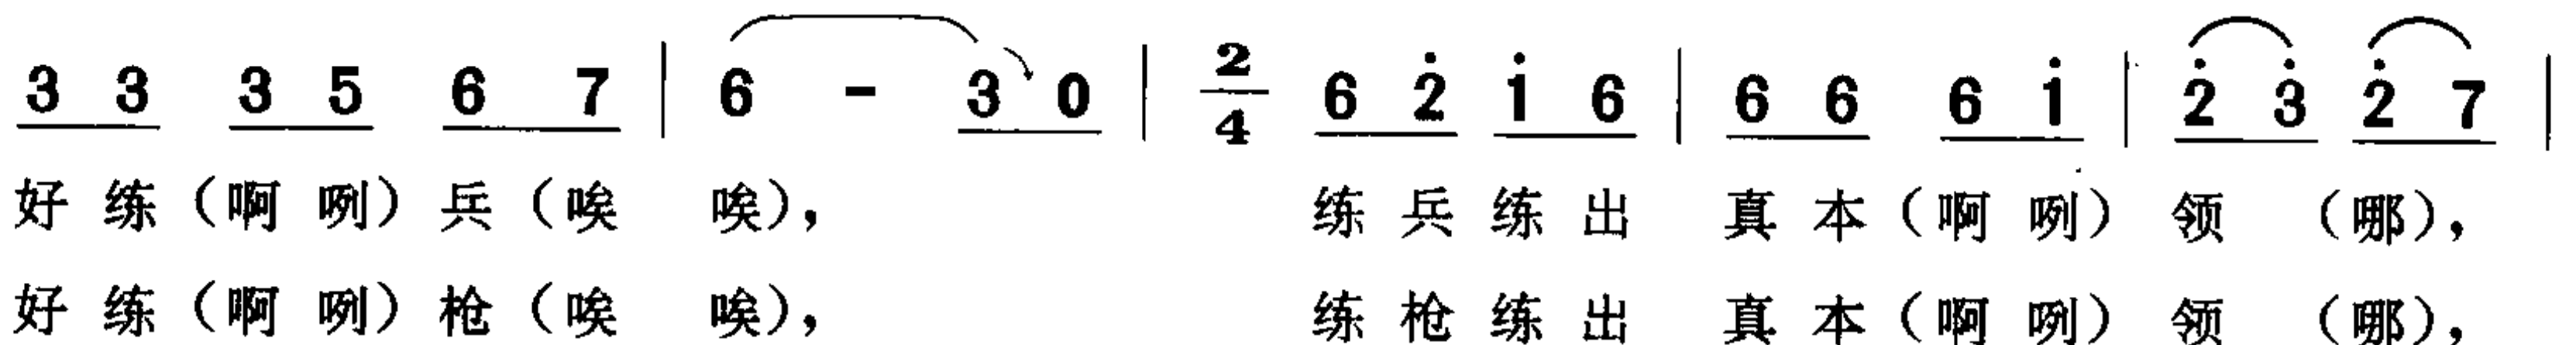 3 3 3 5 6 7 | 6 - 3 0 | 2/4 6 2̇ 1̇ 6 | 6 6 6 1̇ | 2̇ 3̇ 2̇ 7 |
好 练（啊 咧）兵（唉 唉）， 练 兵 练 出 真 本（啊 咧）领 （哪），
好 练（啊 咧）枪（唉 唉）， 练 枪 练 出 真 本（啊 咧）领 （哪），